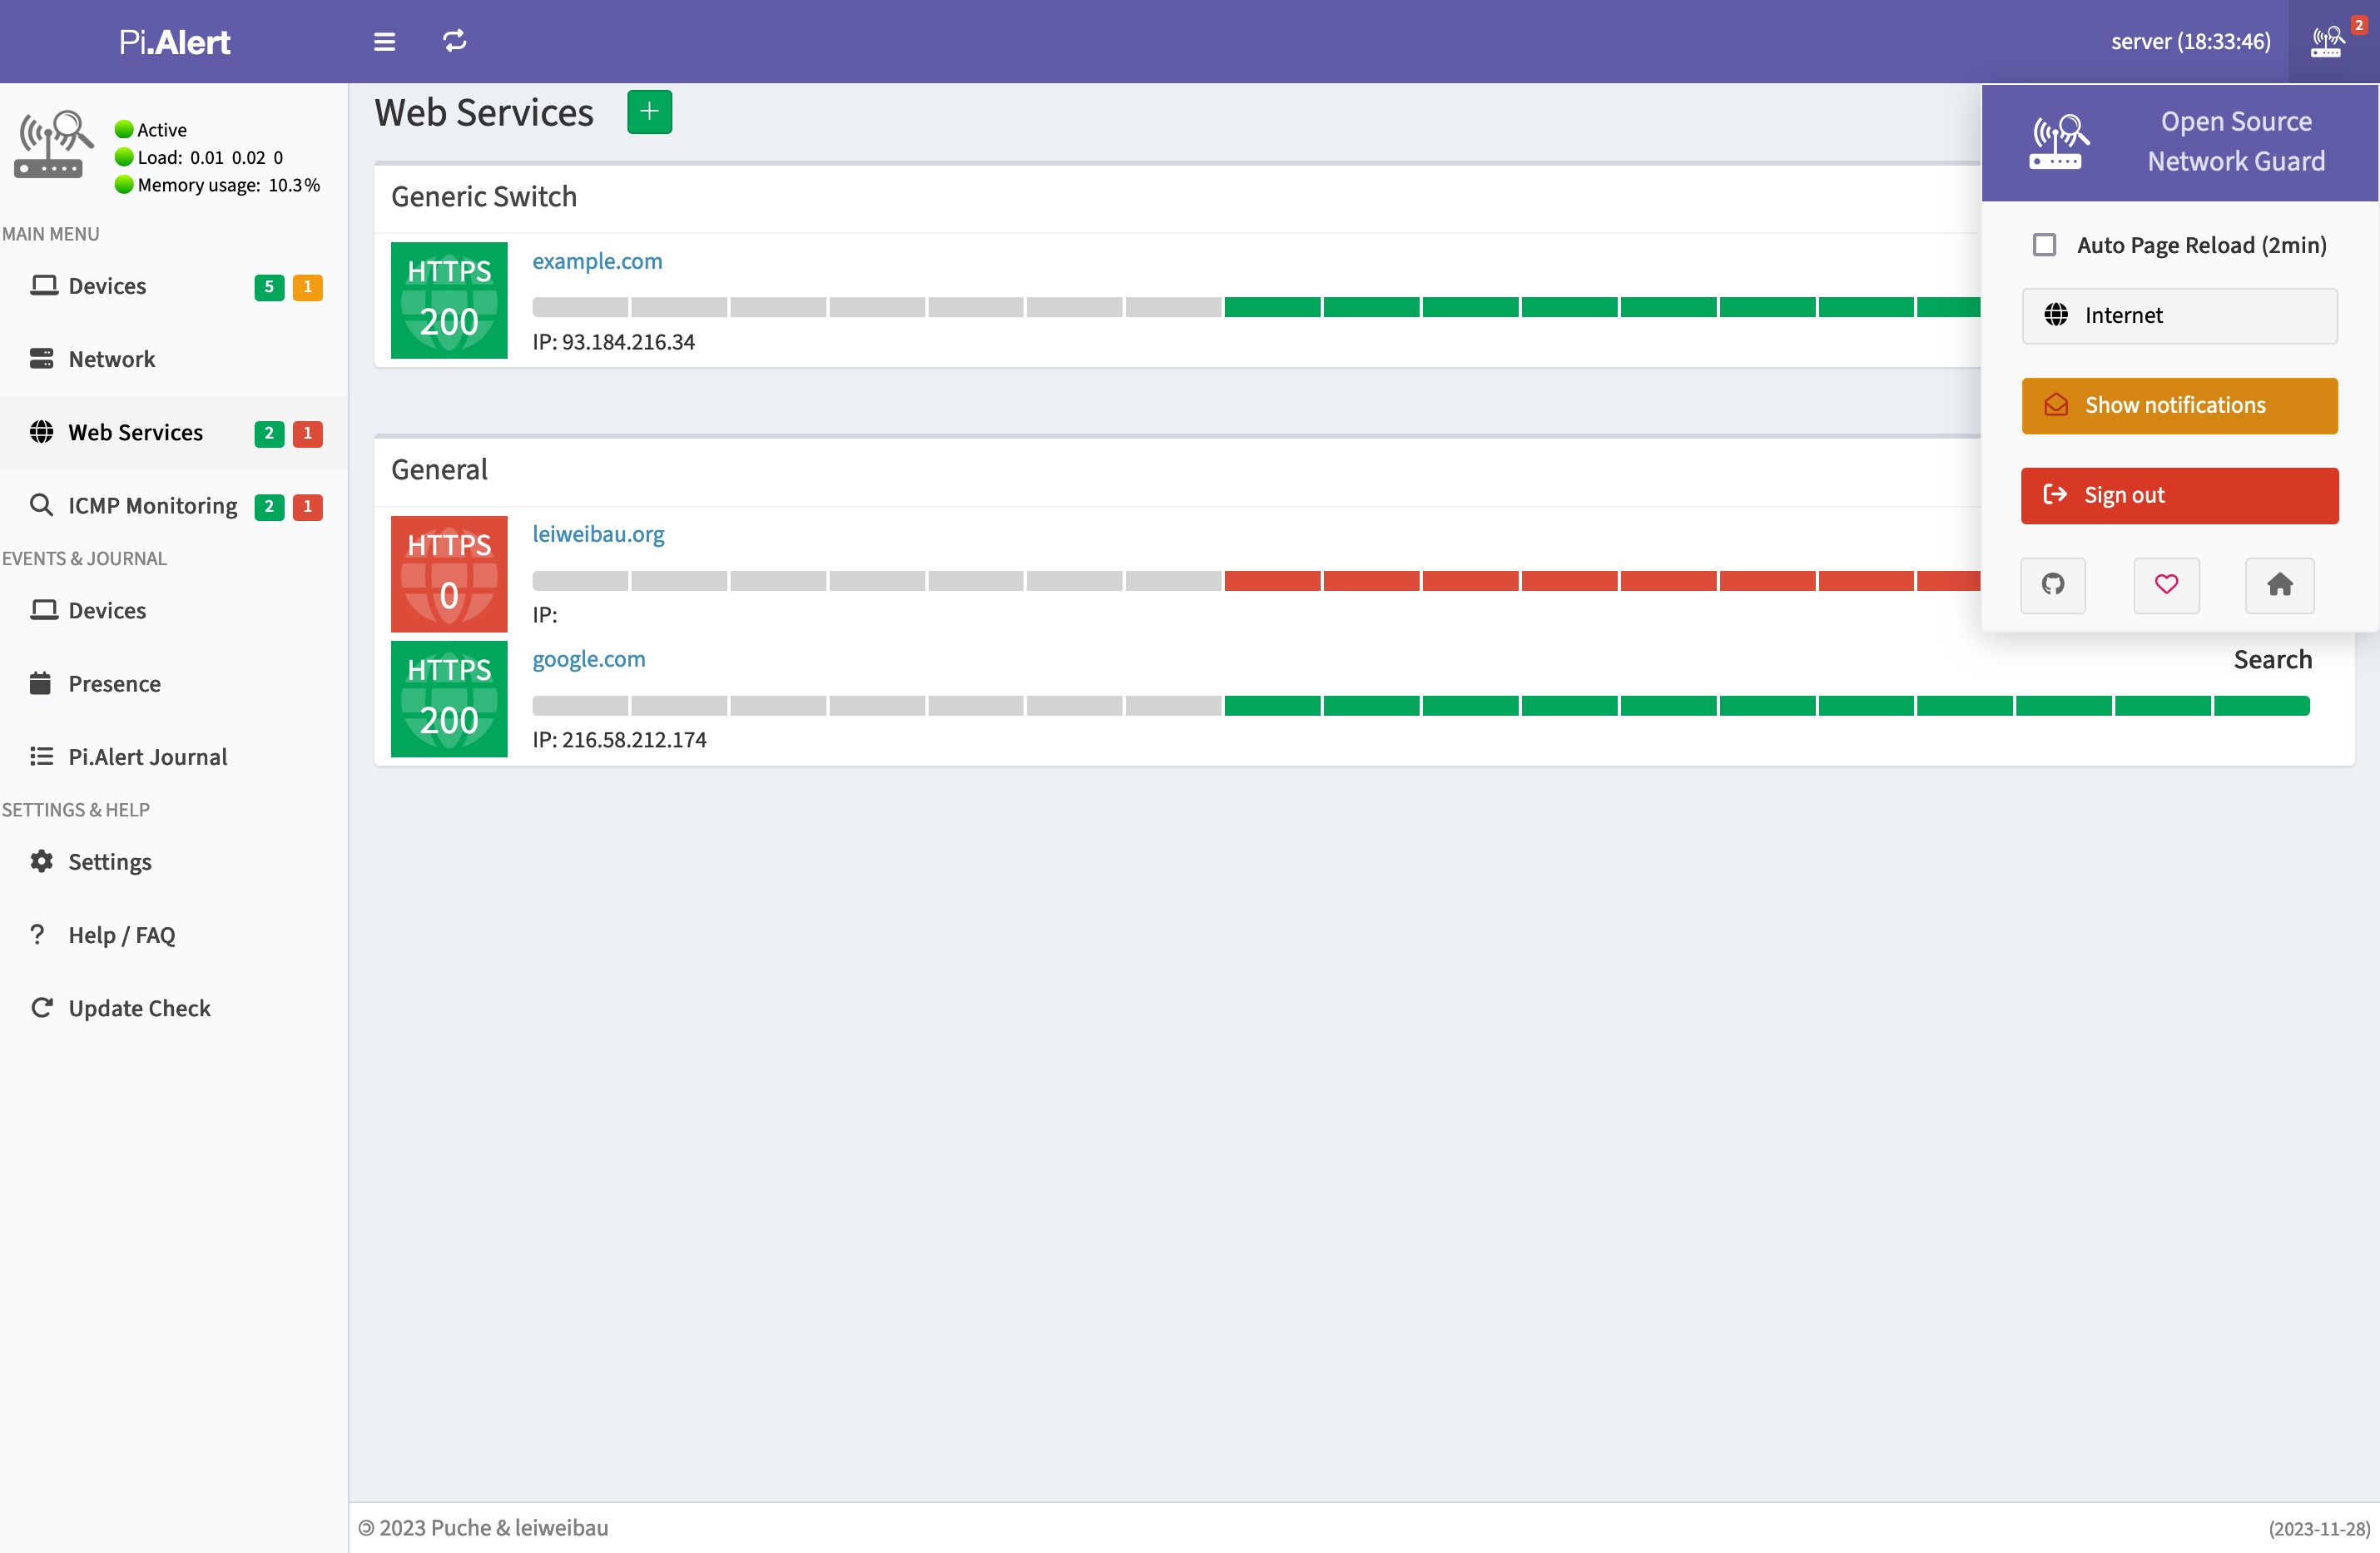 Pi.Alert
server (18:33:46)
2
Active
Load: 0.01 0.02 0
Memory usage: 10.3%
MAIN MENU
Devices 5 1
Network
Web Services 2 1
ICMP Monitoring 2 1
EVENTS & JOURNAL
Devices
Presence
Pi.Alert Journal
SETTINGS & HELP
Settings
Help / FAQ
Update Check
Web Services
Generic Switch
HTTPS
200
example.com
IP: 93.184.216.34
General
HTTPS
0
leiweibau.org
IP:
HTTPS
200
google.com
Search
IP: 216.58.212.174
Open Source
Network Guard
Auto Page Reload (2min)
Internet
Show notifications
Sign out
🄯 2023 Puche & leiweibau
(2023-11-28)